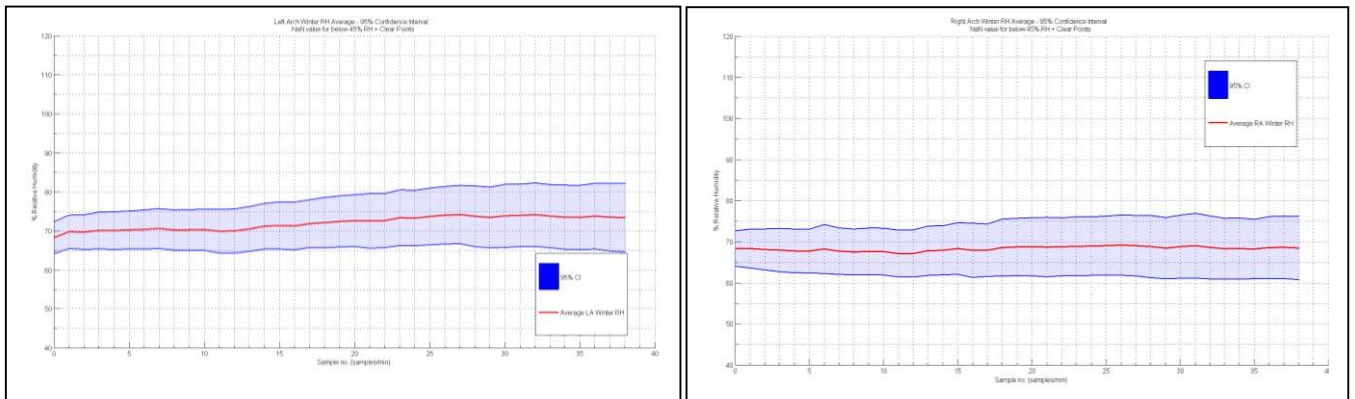 Left Arch Winter RH Average - 95% Confidence Interval
NaN value for below 45% RH + Clear Points
120
110
100
90
80
70
60
50
40
% Relative Humidity
0 5 10 15 20 25 30 35 40
Sample no. (samples/min)
95% CI
Average LA Winter RH
Right Arch Winter RH Average - 95% Confidence Interval
NaN value for below 45% RH + Clear Points
120
110
100
90
80
70
60
50
40
% Relative Humidity
0 5 10 15 20 25 30 35 40
Sample no. (samples/min)
95% CI
Average RA Winter RH